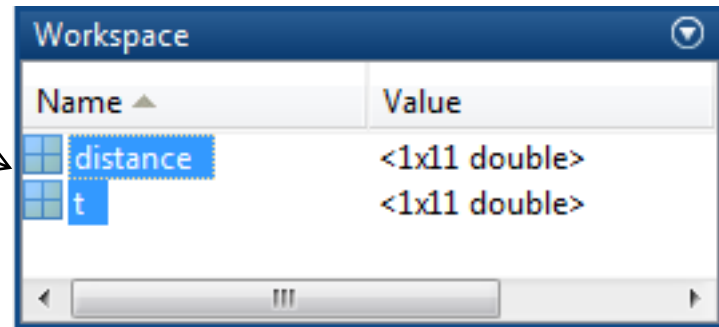 Workspace
Name Value
distance <1x11 double>
t <1x11 double>